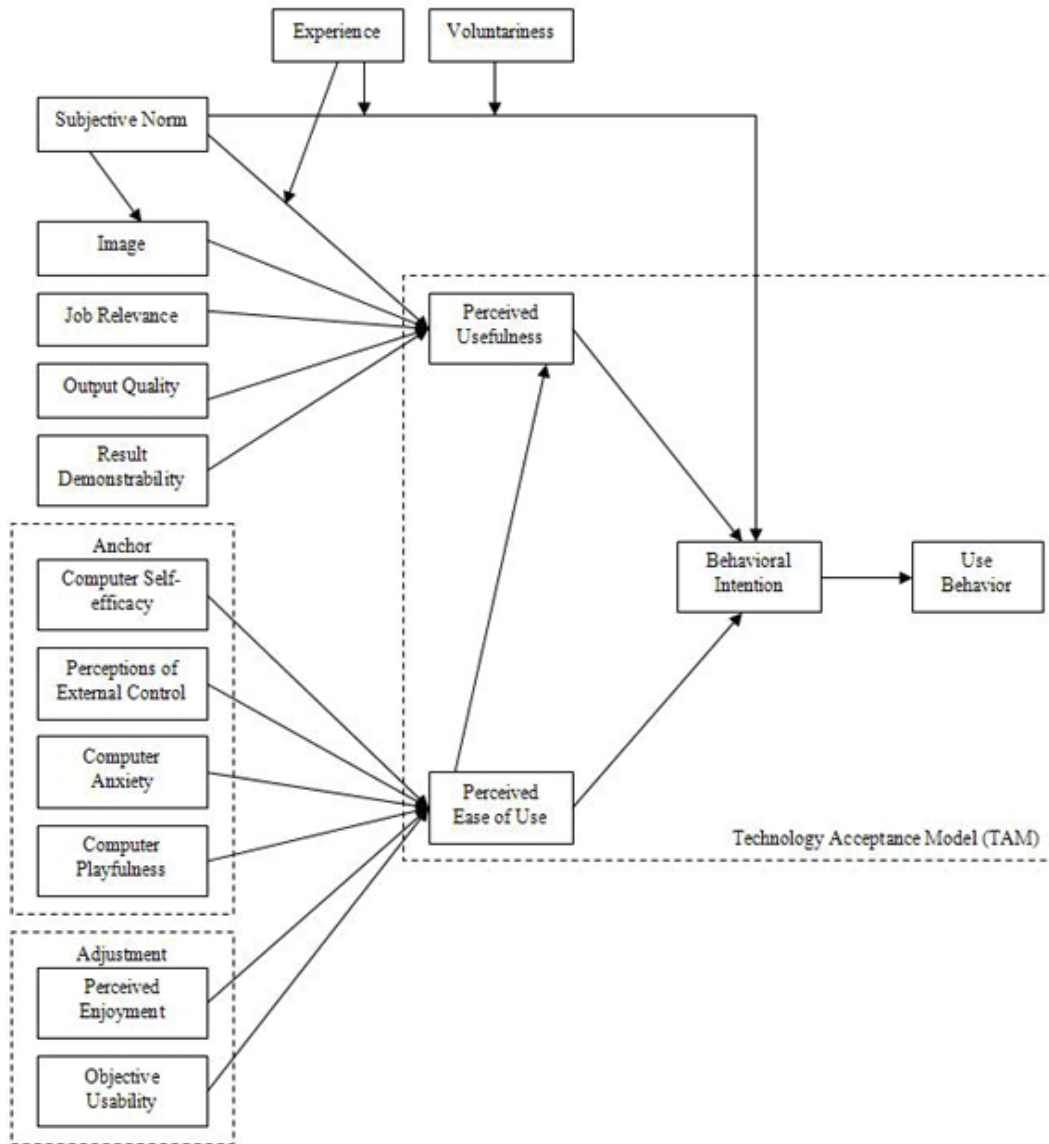 Experience
Voluntariness
Subjective Norm
Image
Job Relevance
Output Quality
Result
Demonstrability
Perceived
Usefulness
Anchor
Computer Self-
efficacy
Perceptions of
External Control
Computer
Anxiety
Computer
Playfulness
Behavioral
Intention
Use
Behavior
Perceived
Ease of Use
Technology Acceptance Model (TAM)
Adjustment
Perceived
Enjoyment
Objective
Usability